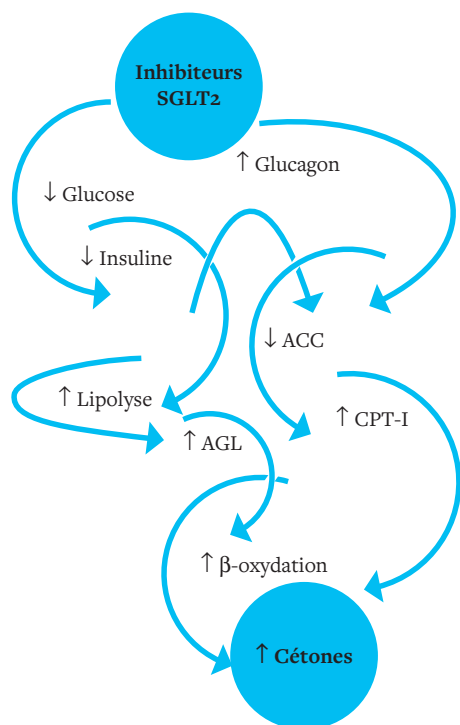 Inhibiteurs
SGLT2
↑ Glucagon
↓ Glucose
↓ Insuline
↓ ACC
↑ Lipolyse
↑ CPT-I
↑ AGL
↑ β-oxydation
↑ Cétones